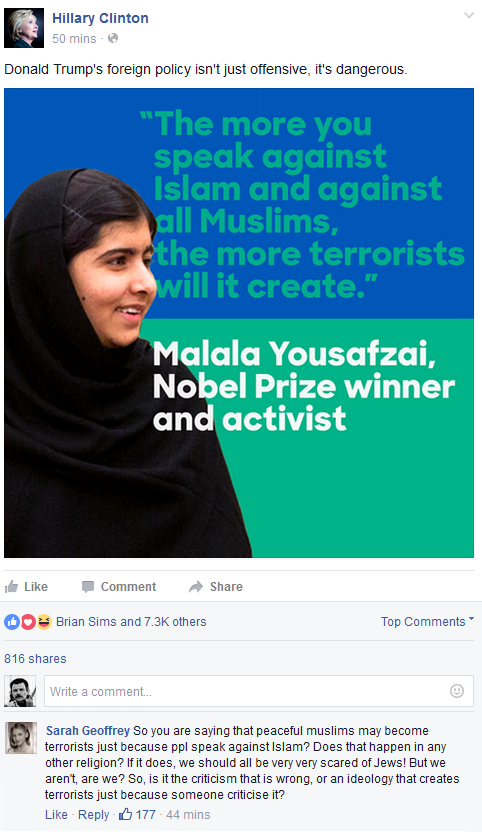 Hillary Clinton
50 mins ·
Donald Trump's foreign policy isn't just offensive, it's dangerous.
"The more you
speak against
Islam and against
all Muslims,
the more terrorists
will it create."
Malala Yousafzai,
Nobel Prize winner
and activist
Like Comment Share
Brian Sims and 7.3K others Top Comments
816 shares
Write a comment...
Sarah Geoffrey So you are saying that peaceful muslims may become
terrorists just because ppl speak against Islam? Does that happen in any
other religion? If it does, we should all be very very scared of Jews! But we
aren't, are we? So, is it the criticism that is wrong, or an ideology that creates
terrorists just because someone criticise it?
Like · Reply · 177 · 44 mins